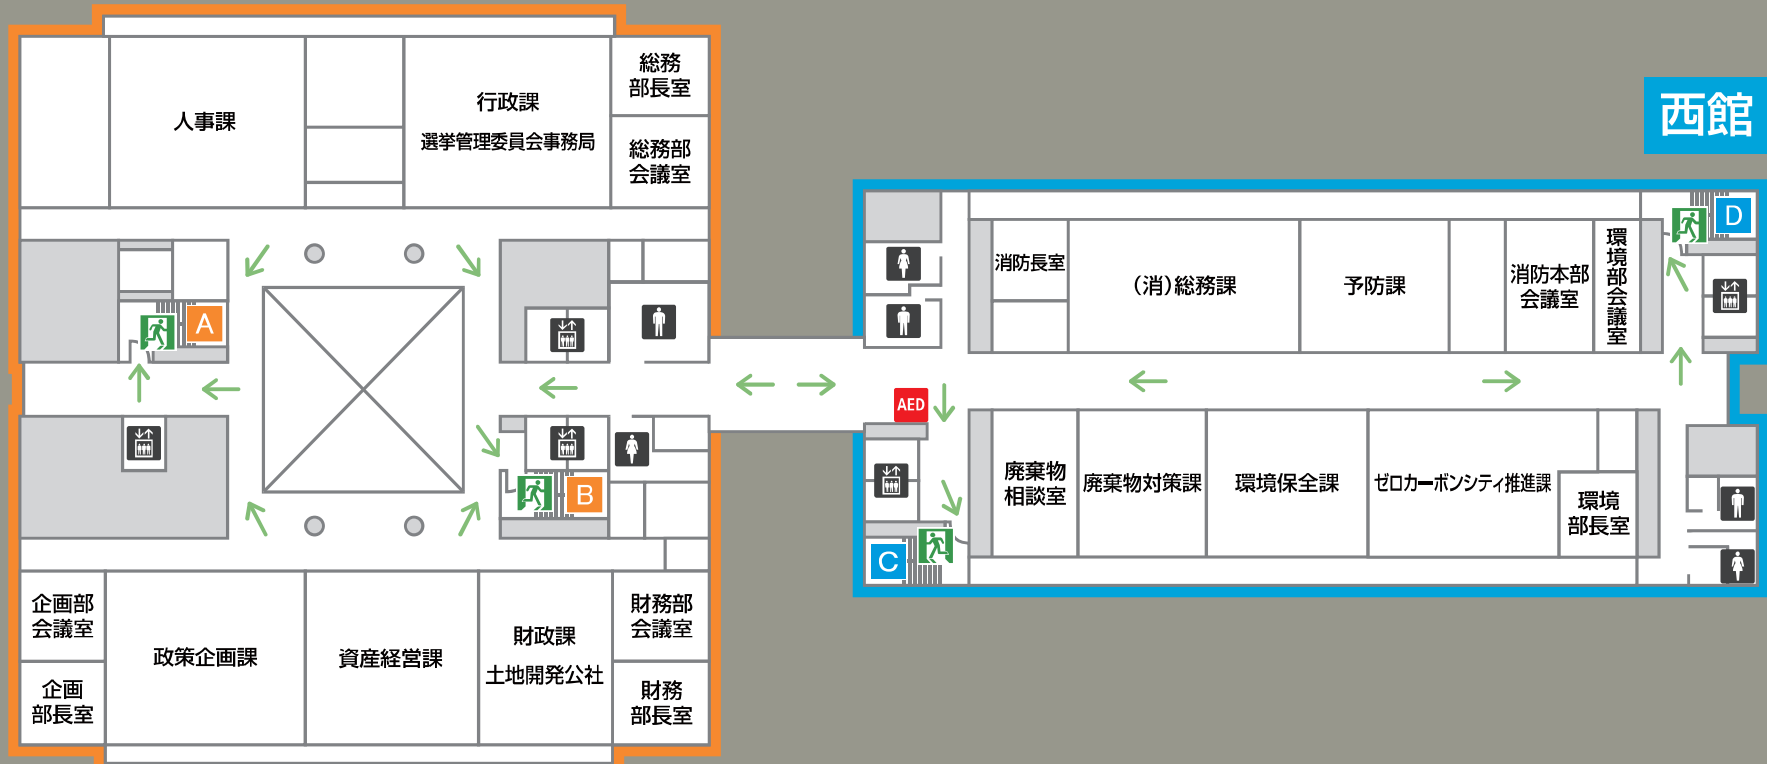 人事課
行政課
選挙管理委員会事務局
総務
部長室
総務部
会議室
A
B
企画部
会議室
企画
部長室
政策企画課
資産経営課
財政課
土地開発公社
財務部
会議室
財務
部長室
西館
消防長室
(消)総務課
予防課
消防本部
会議室
環境部会議室
D
AED
廃棄物
相談室
廃棄物対策課
環境保全課
ゼロカーボンシティ推進課
環境
部長室
C